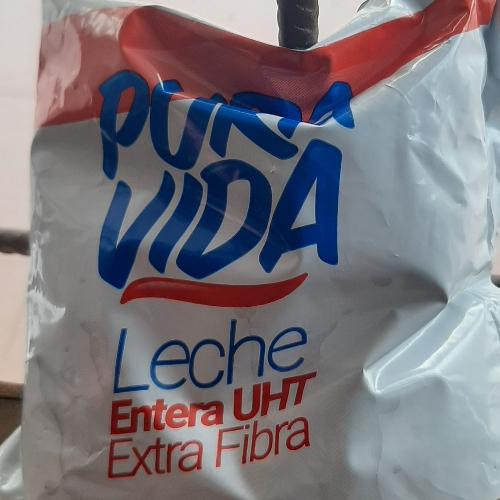 PURA
VIDA
Leche
Entera UHT
Extra Fibra